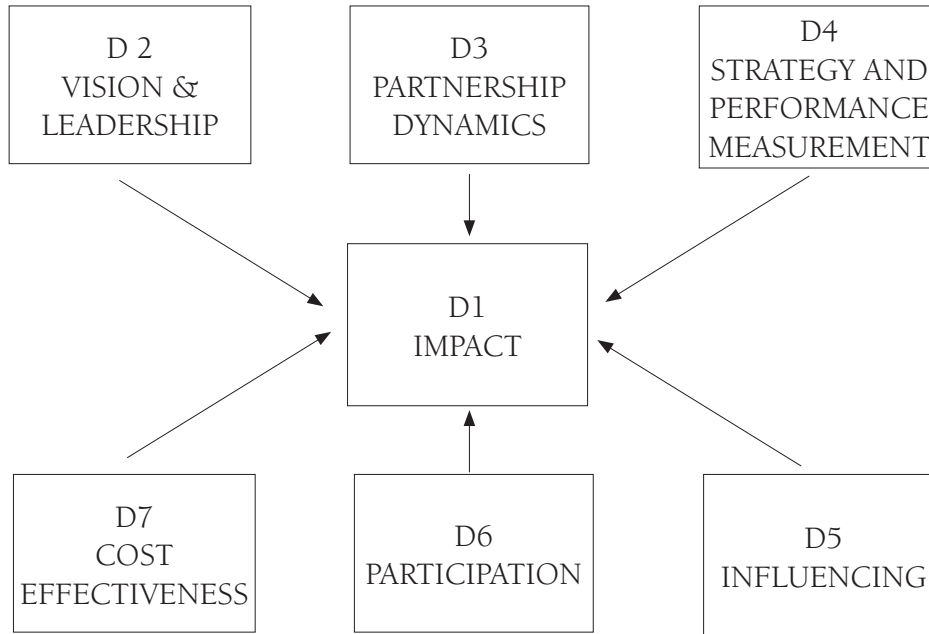 D 2
VISION &
LEADERSHIP
D3
PARTNERSHIP
DYNAMICS
D4
STRATEGY AND
PERFORMANCE
MEASUREMENT
D1
IMPACT
D7
COST
EFFECTIVENESS
D6
PARTICIPATION
D5
INFLUENCING